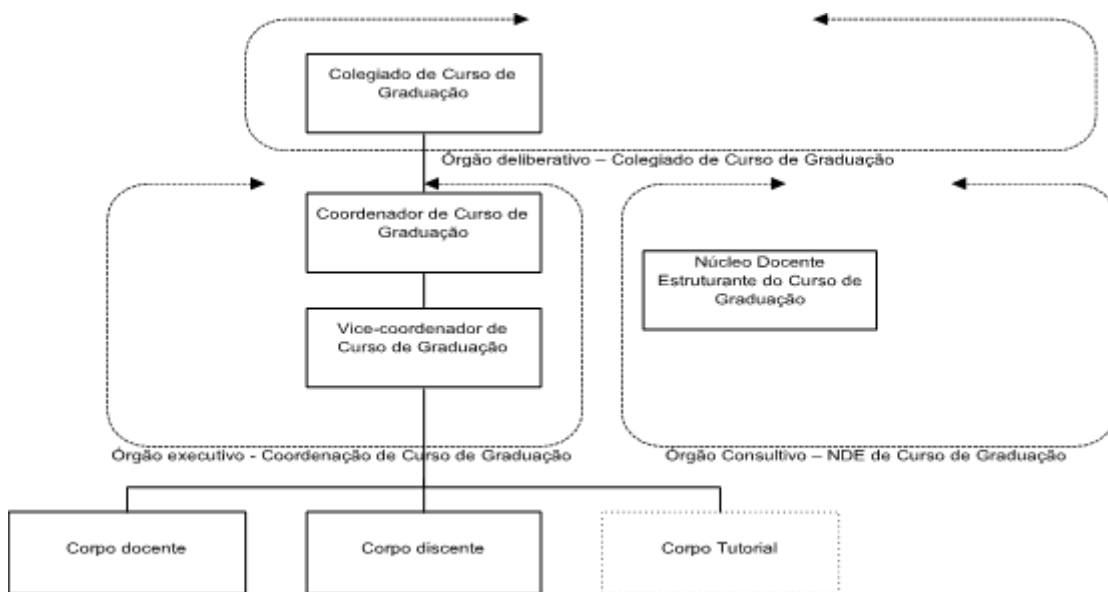 Colegiado de Curso de
Graduação
Órgão deliberativo – Colegiado de Curso de Graduação
Coordenador de Curso de
Graduação
Núcleo Docente
Estruturante do Curso de
Graduação
Vice-coordenador de
Curso de Graduação
Órgão executivo - Coordenação de Curso de Graduação
Órgão Consultivo – NDE de Curso de Graduação
Corpo docente
Corpo discente
Corpo Tutorial